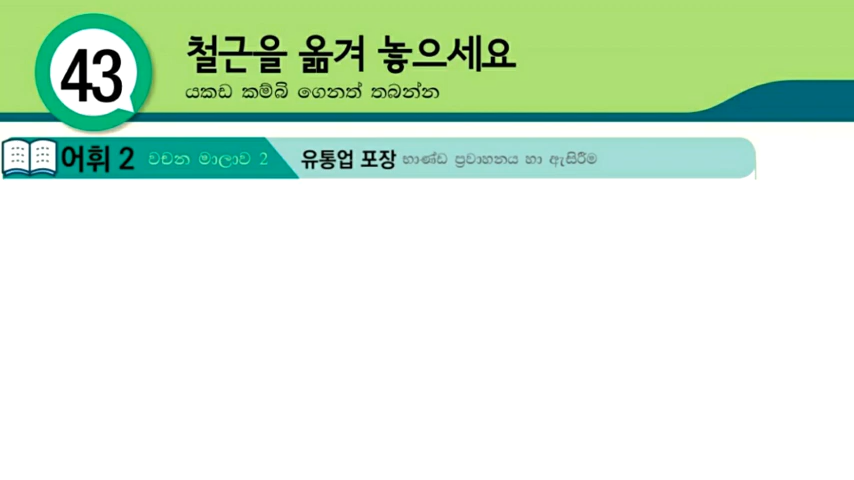 43
철근을 옮겨 놓으세요
යකඩ කම්බි ගෙනත් තබන්න
어휘 2 වචන මාලාව 2 유통업 포장 භාණ්ඩ ප්‍රවාහනය හා ඇසිරීම